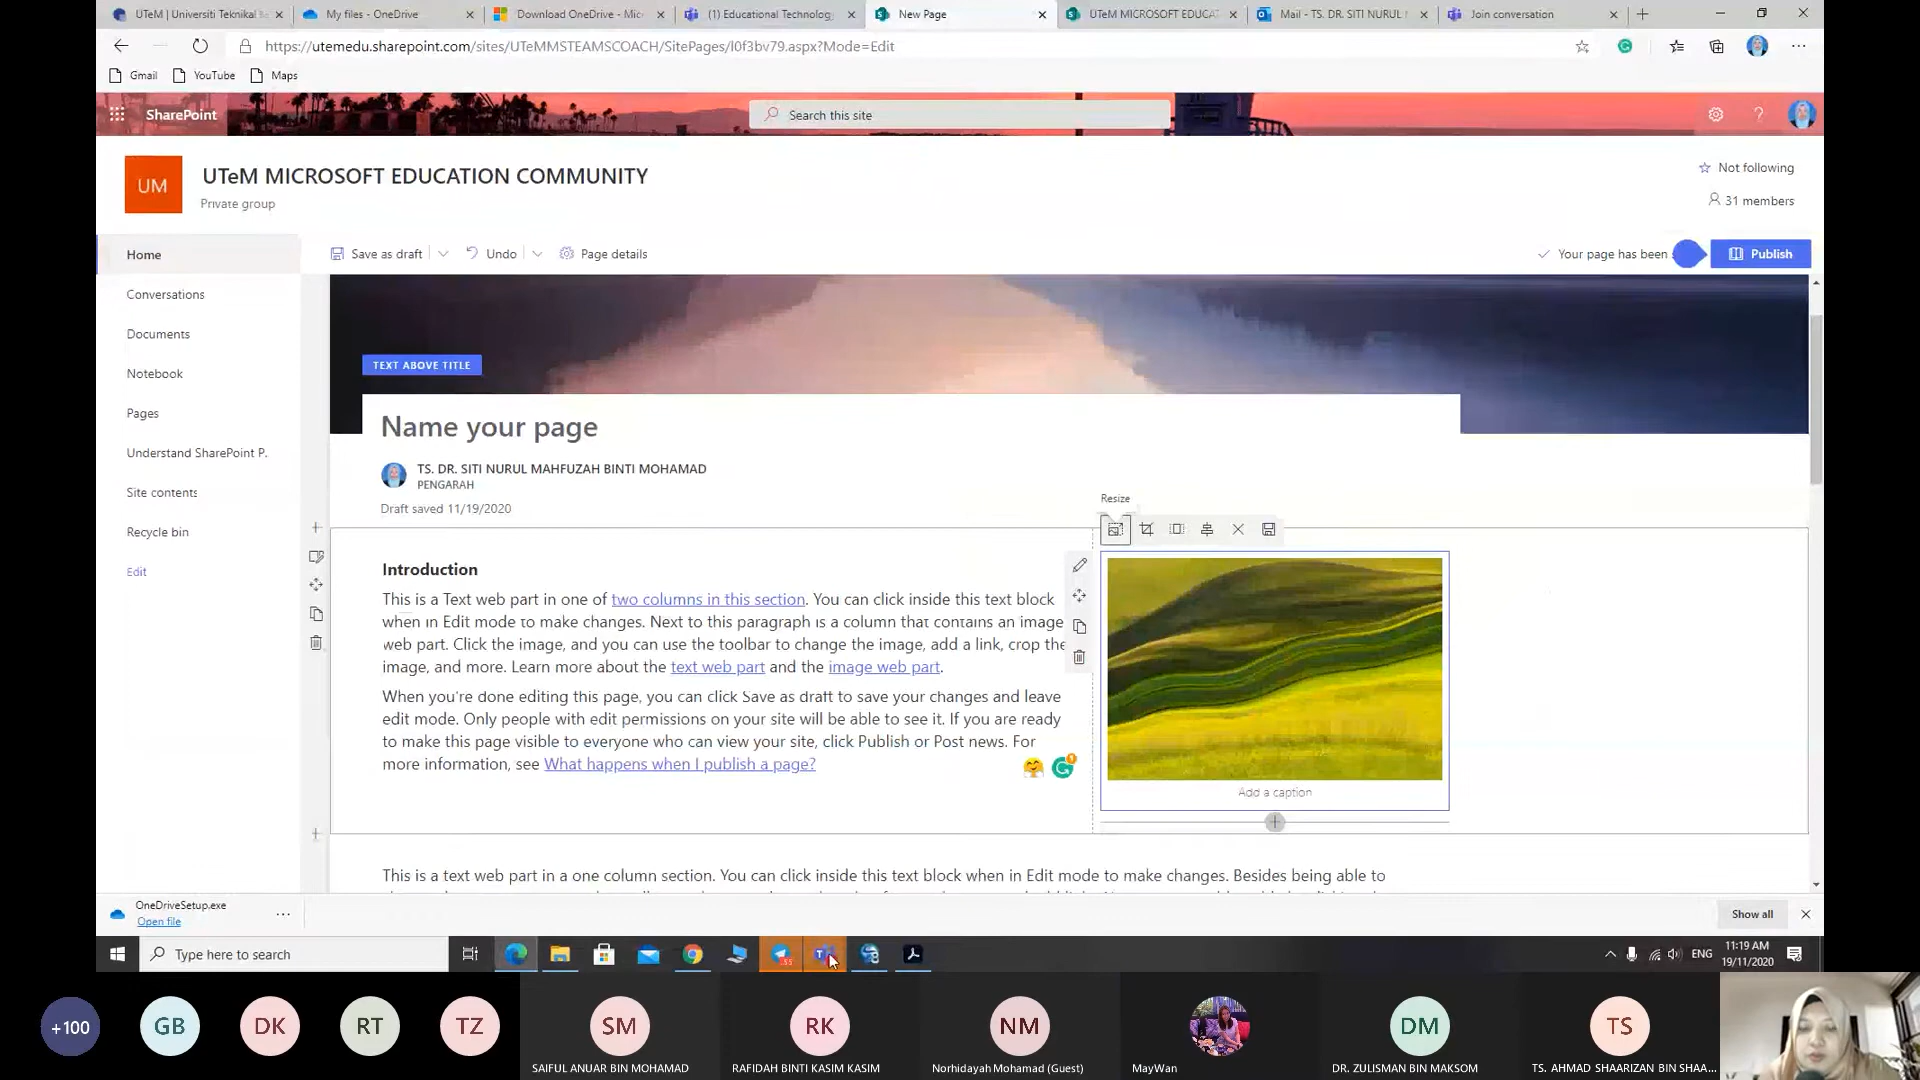 UTeM | Universiti Teknikal
My files - OneDrive
Download OneDrive - Mic
(1) Educational Technolog
New Page
UTeM MICROSOFT EDUCAT
Mail - TS. DR. SITI NURUL
Join conversation
https://utemedu.sharepoint.com/sites/UTeMMSTEAMSCOACH/SitePages/l0f3bv79.aspx?Mode=Edit
Gmail
YouTube
Maps
SharePoint
Search this site
UM
UTeM MICROSOFT EDUCATION COMMUNITY
Private group
Not following
31 members
Home
Conversations
Documents
Notebook
Pages
Understand SharePoint P.
Site contents
Recycle bin
Edit
Save as draft
Undo
Page details
Your page has been
Publish
TEXT ABOVE TITLE
Name your page
TS. DR. SITI NURUL MAHFUZAH BINTI MOHAMAD
PENGARAH
Draft saved 11/19/2020
Resize
Introduction
This is a Text web part in one of two columns in this section. You can click inside this text block
when in Edit mode to make changes. Next to this paragraph is a column that contains an image
web part. Click the image, and you can use the toolbar to change the image, add a link, crop the
image, and more. Learn more about the text web part and the image web part.
When you're done editing this page, you can click Save as draft to save your changes and leave
edit mode. Only people with edit permissions on your site will be able to see it. If you are ready
to make this page visible to everyone who can view your site, click Publish or Post news. For
more information, see What happens when I publish a page?
Add a caption
This is a text web part in a one column section. You can click inside this text block when in Edit mode to make changes. Besides being able to
OneDriveSetup.exe
Open file
Show all
Type here to search
ENG
11:19 AM
19/11/2020
+100
GB
DK
RT
TZ
SM
SAIFUL ANUAR BIN MOHAMAD
RK
RAFIDAH BINTI KASIM KASIM
NM
Norhidayah Mohamad (Guest)
MayWan
DM
DR. ZULISMAN BIN MAKSOM
TS
TS. AHMAD SHAARIZAN BIN SHAA...